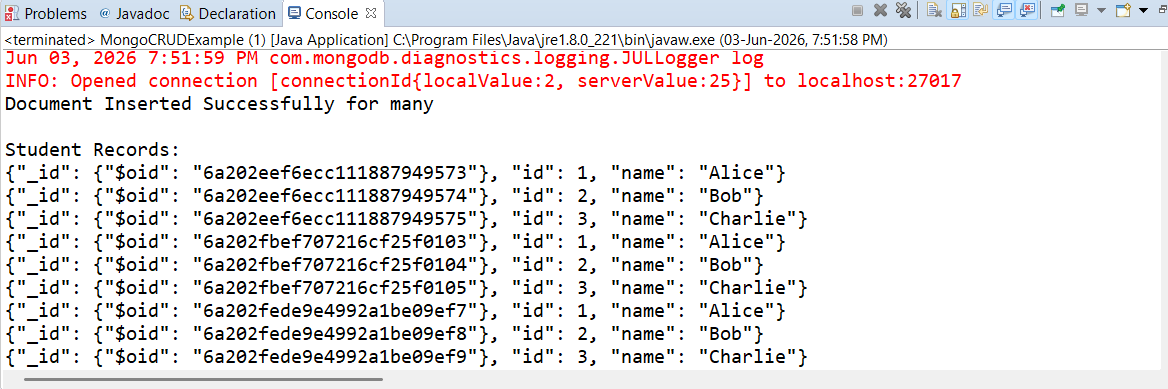 Problems @ Javadoc Declaration Console
<terminated> MongoCRUDExample (1) [Java Application] C:\Program Files\Java\jre1.8.0_221\bin\javaw.exe (03-Jun-2026, 7:51:58 PM)
Jun 03, 2026 7:51:59 PM com.mongodb.diagnostics.logging.JULLogger log
INFO: Opened connection [connectionId{localValue:2, serverValue:25}] to localhost:27017
Document Inserted Successfully for many
Student Records:
{"_id": {"$oid": "6a202eef6ecc111887949573"}, "id": 1, "name": "Alice"}
{"_id": {"$oid": "6a202eef6ecc111887949574"}, "id": 2, "name": "Bob"}
{"_id": {"$oid": "6a202eef6ecc111887949575"}, "id": 3, "name": "Charlie"}
{"_id": {"$oid": "6a202fbef707216cf25f0103"}, "id": 1, "name": "Alice"}
{"_id": {"$oid": "6a202fbef707216cf25f0104"}, "id": 2, "name": "Bob"}
{"_id": {"$oid": "6a202fbef707216cf25f0105"}, "id": 3, "name": "Charlie"}
{"_id": {"$oid": "6a202fede9e4992a1be09ef7"}, "id": 1, "name": "Alice"}
{"_id": {"$oid": "6a202fede9e4992a1be09ef8"}, "id": 2, "name": "Bob"}
{"_id": {"$oid": "6a202fede9e4992a1be09ef9"}, "id": 3, "name": "Charlie"}